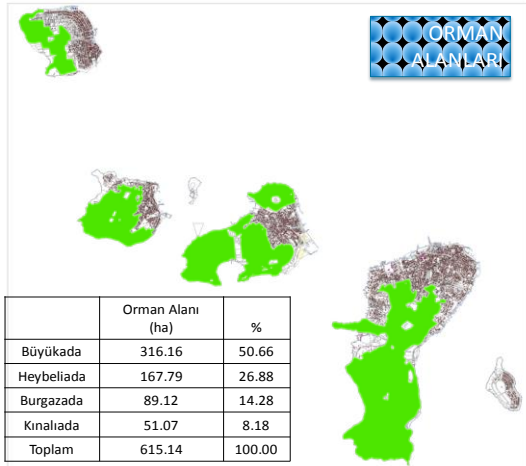 ORMAN
ALANLARI
Orman Alanı
(ha) %
Büyükada 316.16 50.66
Heybeliada 167.79 26.88
Burgazada 89.12 14.28
Kınalıada 51.07 8.18
Toplam 615.14 100.00